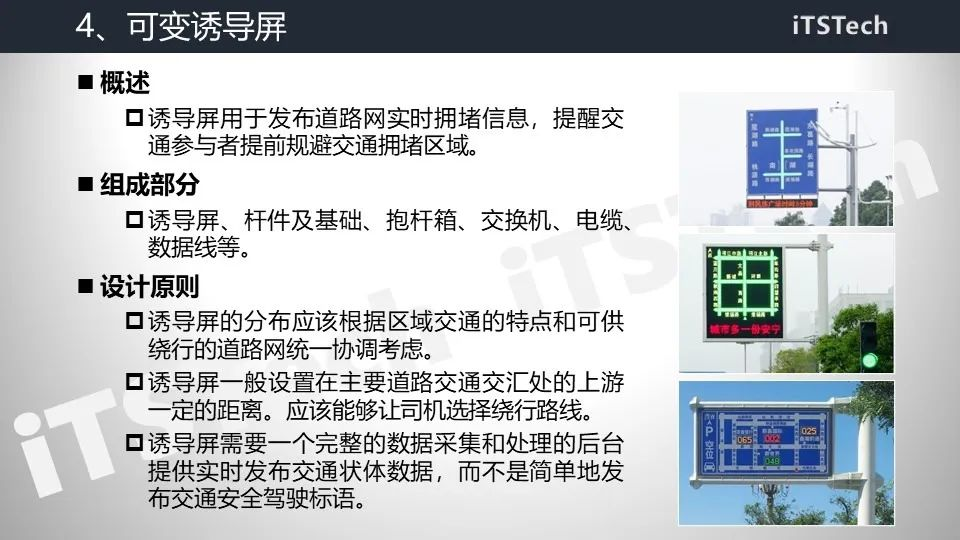 4、可变诱导屏
iTSTech
■ 概述
诱导屏用于发布道路网实时拥堵信息，提醒交
通参与者提前规避交通拥堵区域。
■ 组成部分
诱导屏、杆件及基础、抱杆箱、交换机、电缆、
数据线等。
■ 设计原则
诱导屏的分布应该根据区域交通的特点和可供
绕行的道路网统一协调考虑。
诱导屏一般设置在主要道路交通交汇处的上游
一定的距离。应该能够让司机选择绕行路线。
诱导屏需要一个完整的数据采集和处理的后台
提供实时发布交通状体数据，而不是简单地发
布交通安全驾驶标语。
南湖
城市多一份安宁
P
空位
065
002
025
048
iTSTech iTSTech